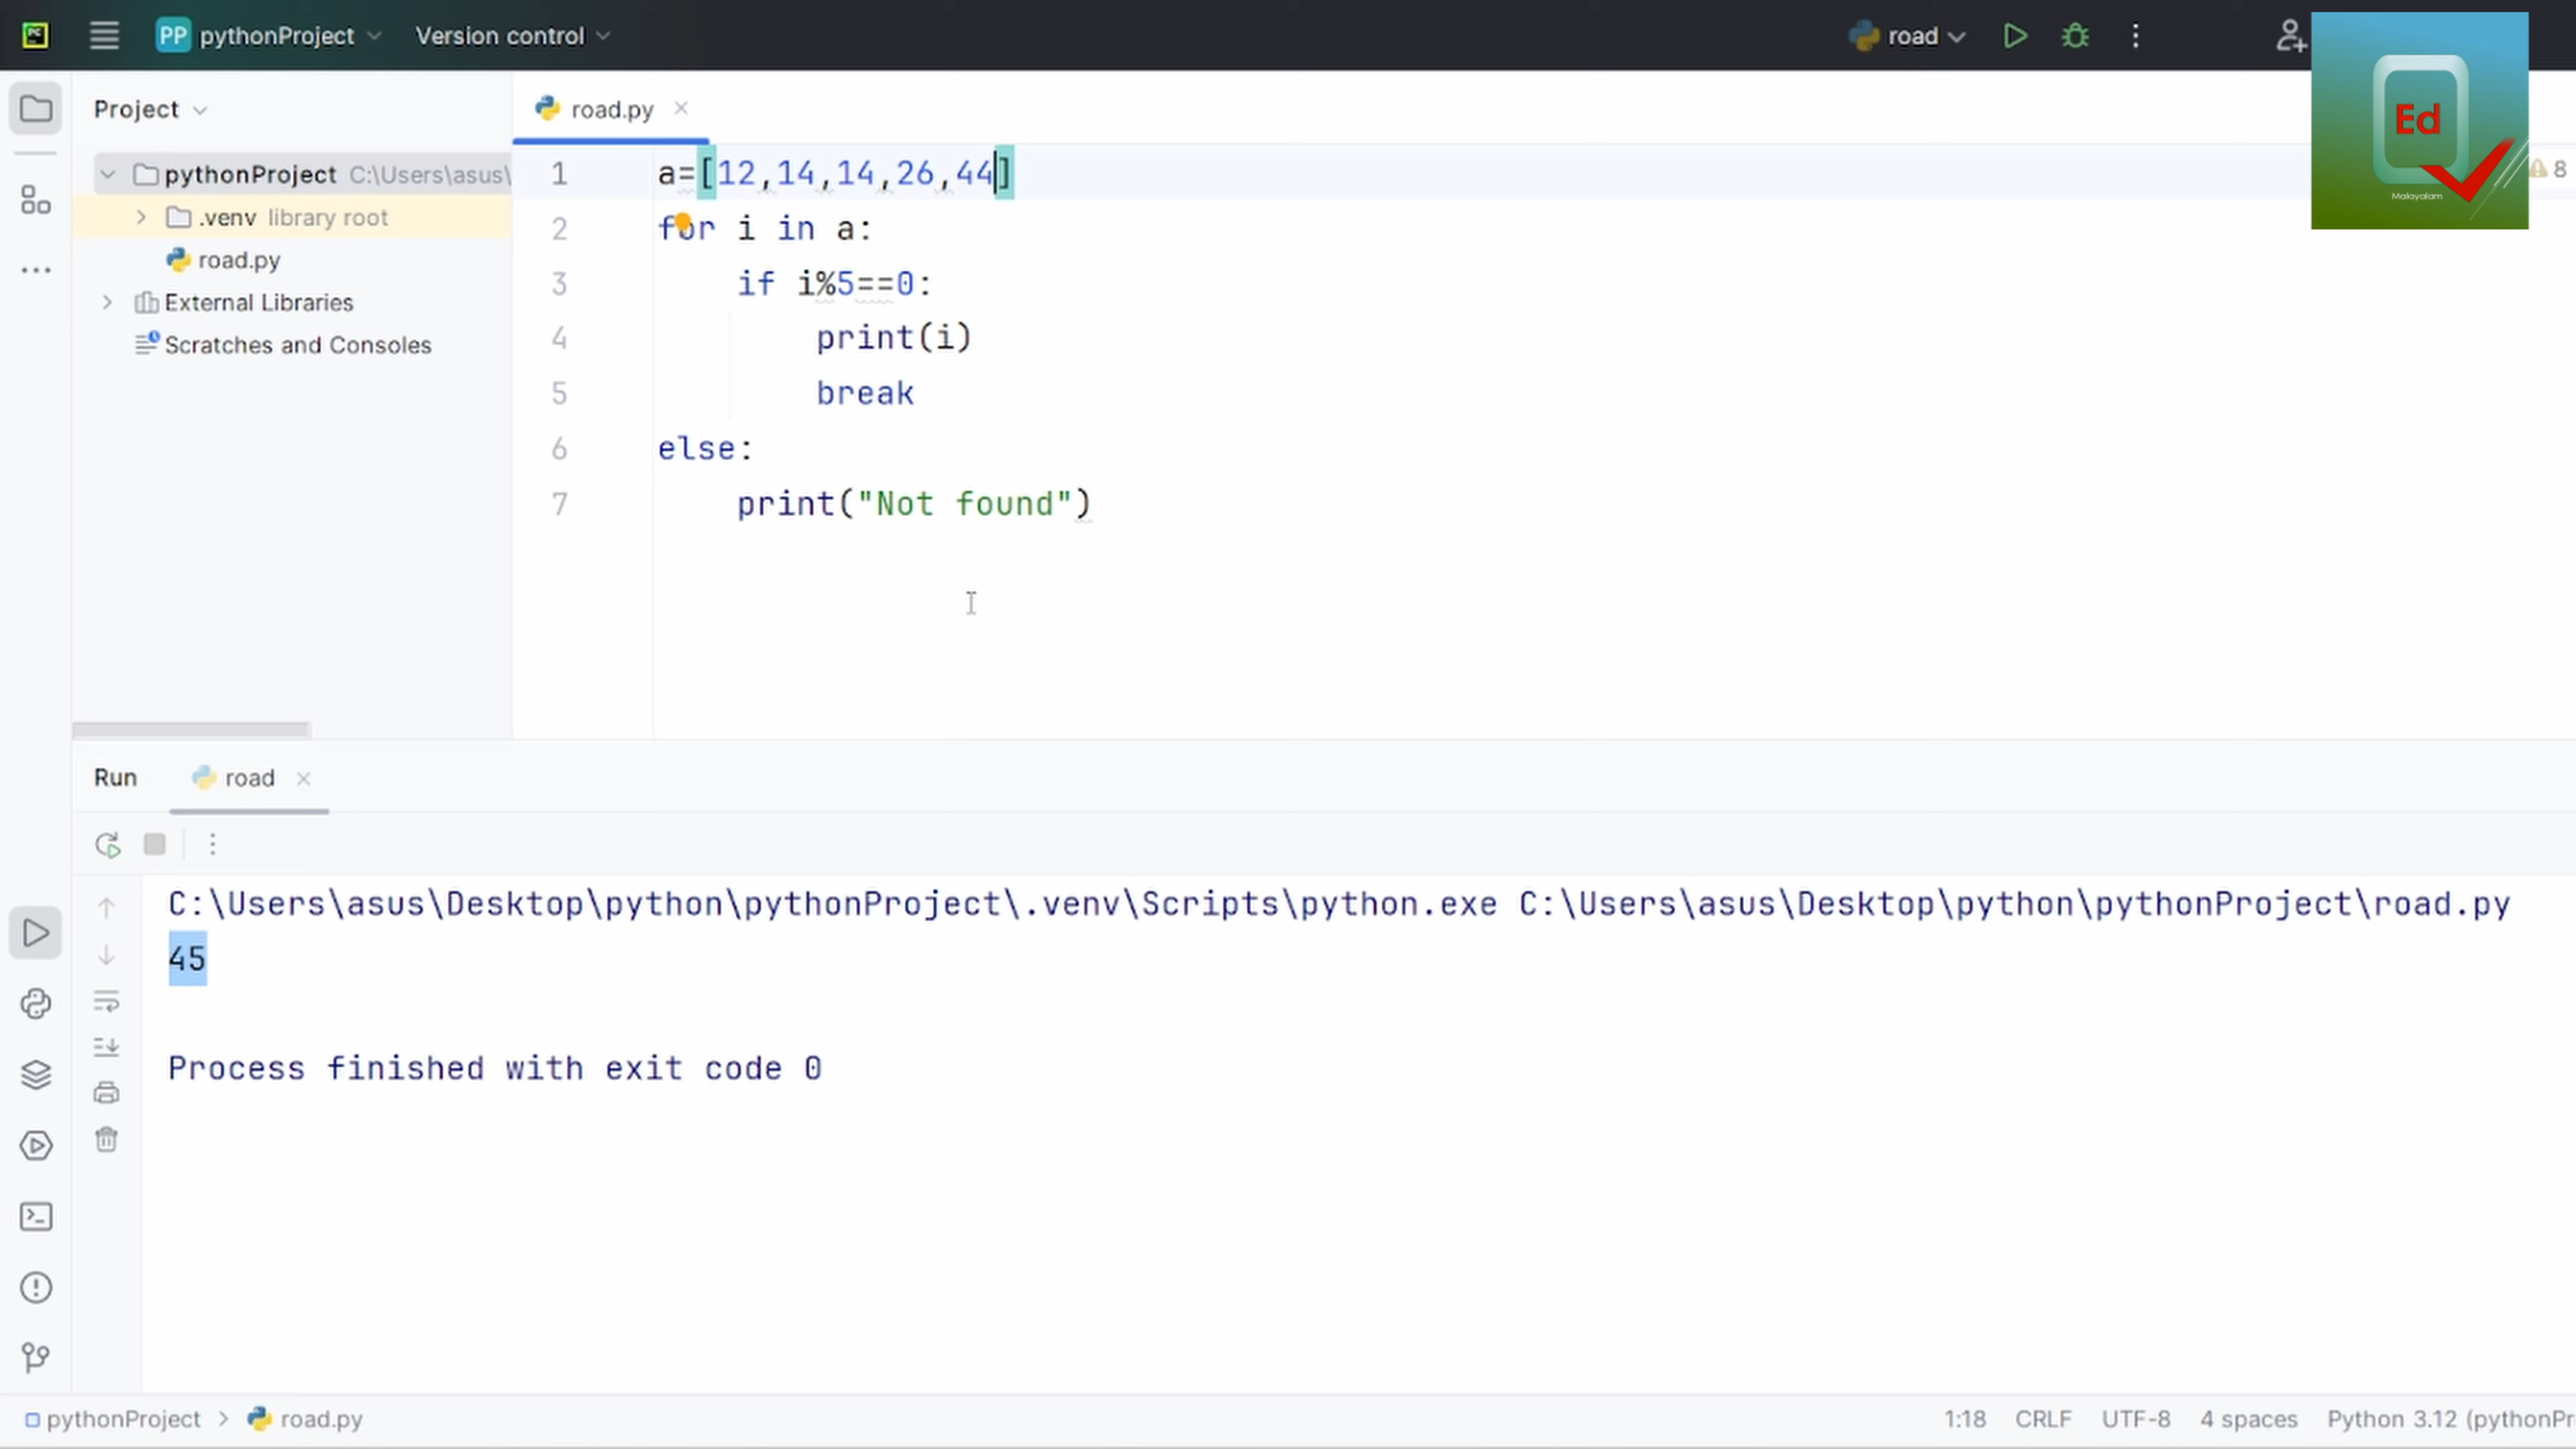 PC
PP pythonProject
Version control
road
Project
road.py
Ed
Malayalam
pythonProject C:\Users\asus\
.venv library root
road.py
External Libraries
Scratches and Consoles
8
1 a=[12,14,14,26,44]
2 for i in a:
3 if i%5==0:
4 print(i)
5 break
6 else:
7 print("Not found")
Run
road
C:\Users\asus\Desktop\python\pythonProject\.venv\Scripts\python.exe C:\Users\asus\Desktop\python\pythonProject\road.py
45
Process finished with exit code 0
pythonProject > road.py
1:18 CRLF UTF-8 4 spaces Python 3.12 (pythonPr